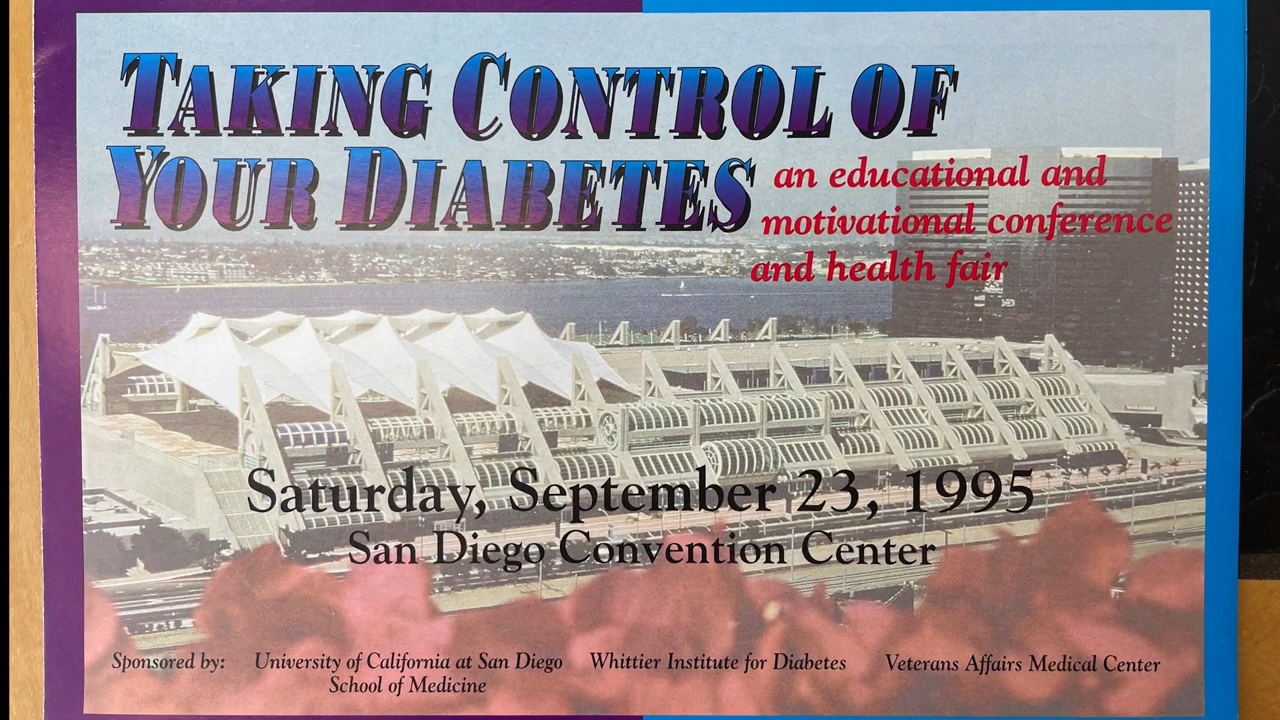 TAKING CONTROL OF
YOUR DIABETES
an educational and
motivational conference
and health fair
Saturday, September 23, 1995
San Diego Convention Center
Sponsored by: University of California at San Diego School of Medicine
Whittier Institute for Diabetes
Veterans Affairs Medical Center